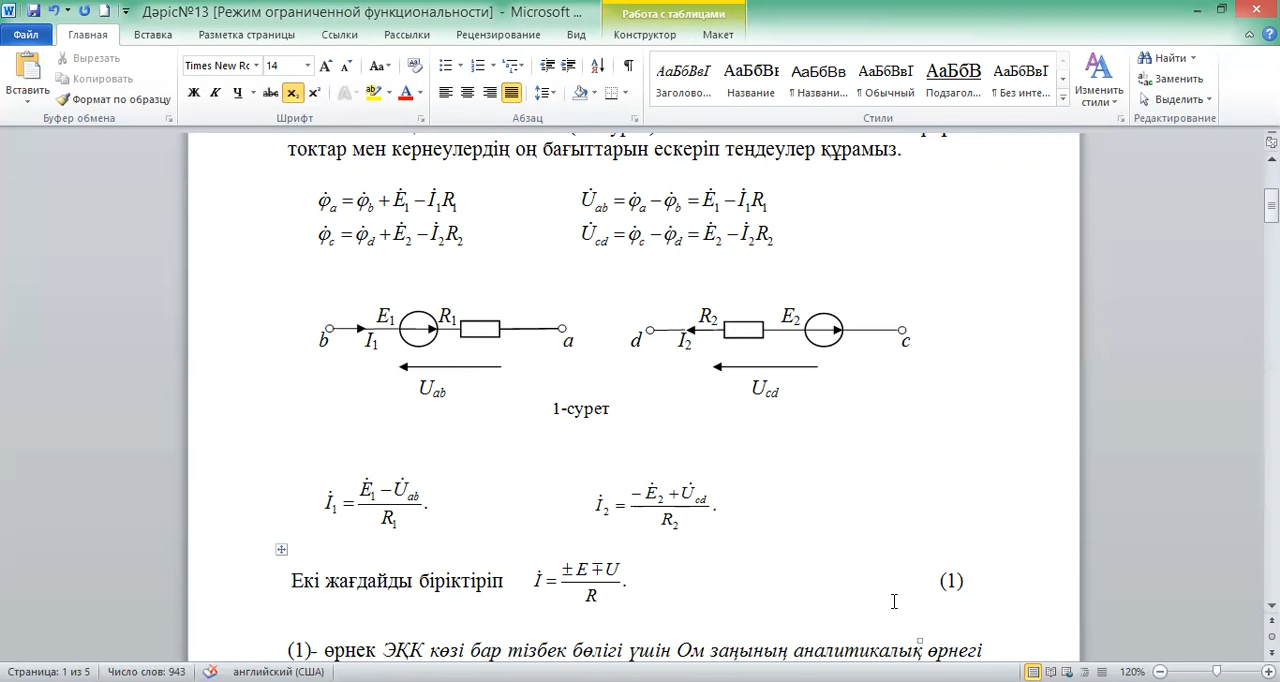 Дәріс№13 [Режим ограниченной функциональности] - Microsoft ...
Работа с таблицами
Файл Главная Вставка Разметка страницы Ссылки Рассылки Рецензирование Вид Конструктор Макет
Вставить
Вырезать
Копировать
Формат по образцу
Буфер обмена
Times New Rc 14
Шрифт
Абзац
АаБбВвГ АаБбВı АаБбВв АаБбВвГ АаБбВ АаБбВвГ
Заголово... Название ¶ Названи... ¶ Обычный Подзагол... ¶ Без инте...
Стили
Изменить стили
Найти
Заменить
Выделить
Редактирование
токтар мен кернеулердің оң бағыттарын ескеріп теңдеулер құрамыз.
φ̇a = φ̇b + Ė1 − İ1R1 U̇ab = φ̇a − φ̇b = Ė1 − İ1R1
φ̇c = φ̇d + Ė2 − İ2R2 U̇cd = φ̇c − φ̇d = Ė2 − İ2R2
E1 R1 R2 E2
b I1 a d I2 c
Uab Ucd
1-сурет
İ1 = (Ė1 − U̇ab)/R1. İ2 = (−Ė2 + U̇cd)/R2.
Екі жағдайды біріктіріп İ = (±E∓U)/R. (1)
(1)- өрнек ЭҚК көзі бар тізбек бөлігі үшін Ом заңының аналитикалық өрнегі
Страница: 1 из 5 Число слов: 943 английский (США) 120%